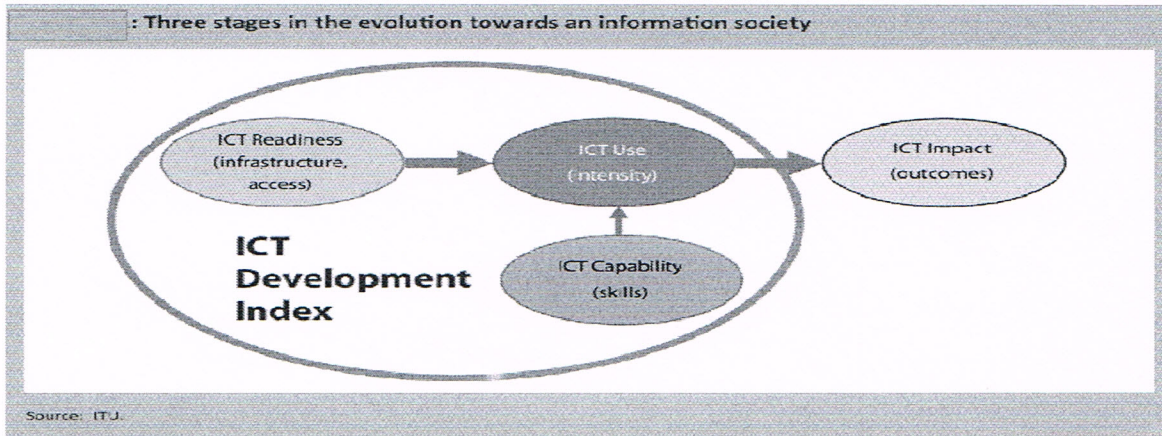 : Three stages in the evolution towards an information society
ICT Readiness
(infrastructure,
access)
ICT Use
(intensity)
ICT Impact
(outcomes)
ICT Capability
(skills)
ICT
Development
Index
Source: ITU.